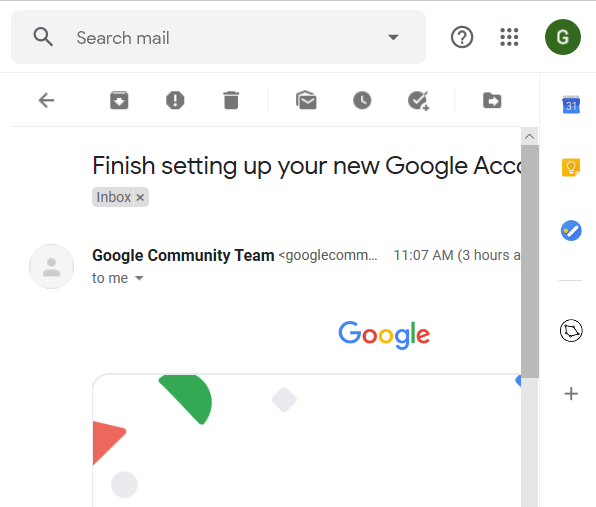 Search mail
G
Finish setting up your new Google Acco
Inbox ×
Google Community Team <googlecomm... 11:07 AM (3 hours a
to me
Google
31